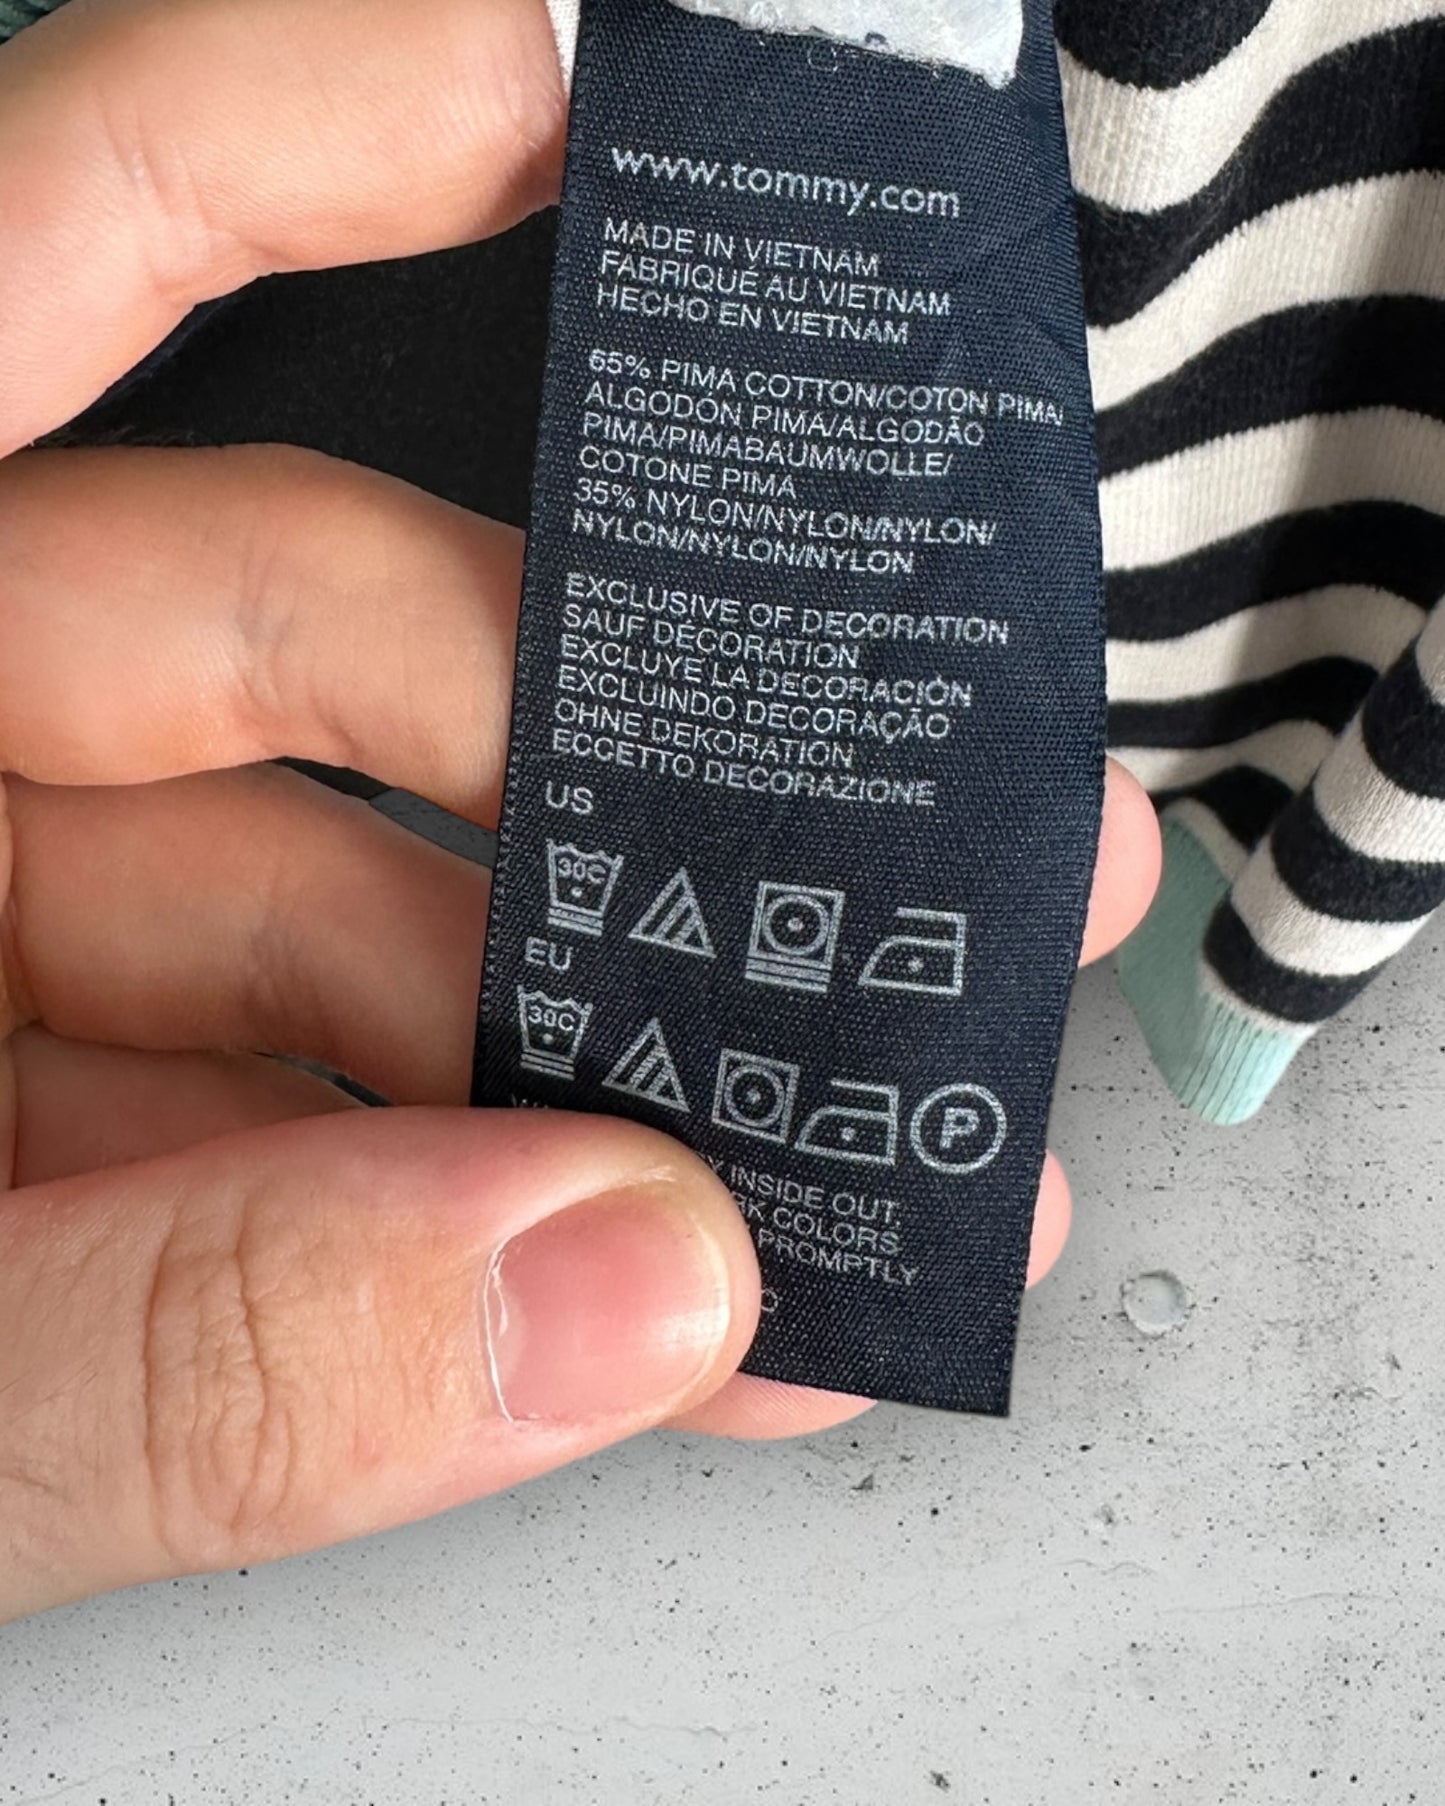 www.tommy.com
MADE IN VIETNAM
FABRIQUÉ AU VIETNAM
HECHO EN VIETNAM
65% PIMA COTTON/COTON PIMA/
ALGODÓN PIMA/ALGODÃO
PIMA/PIMABAUMWOLLE/
COTONE PIMA
35% NYLON/NYLON/NYLON/
NYLON/NYLON/NYLON
EXCLUSIVE OF DECORATION
SAUF DÉCORATION
EXCLUYE LA DECORACIÓN
EXCLUINDO DECORAÇÃO
OHNE DEKORATION
ECCETTO DECORAZIONE
US
30C
EU
30C
P
INSIDE OUT.
COLORS
PROMPTLY